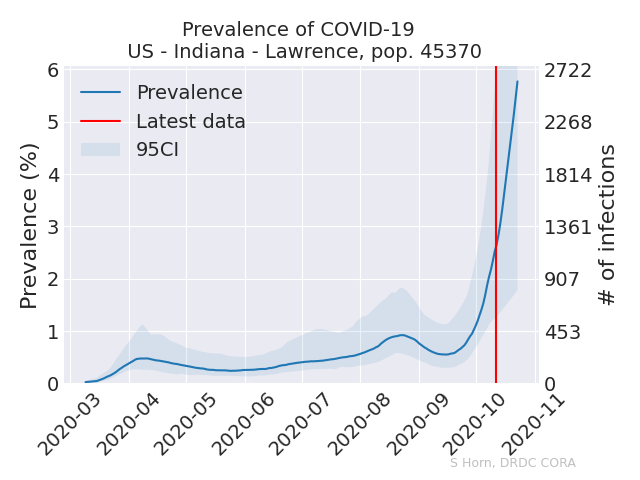 Prevalence of COVID-19
US - Indiana - Lawrence, pop. 45370
Prevalence
Latest data
95CI
Prevalence (%)
6
5
4
3
2
1
0
2722
2268
1814
1361
907
453
0
# of infections
2020-03
2020-04
2020-05
2020-06
2020-07
2020-08
2020-09
2020-10
2020-11
S Horn, DRDC CORA